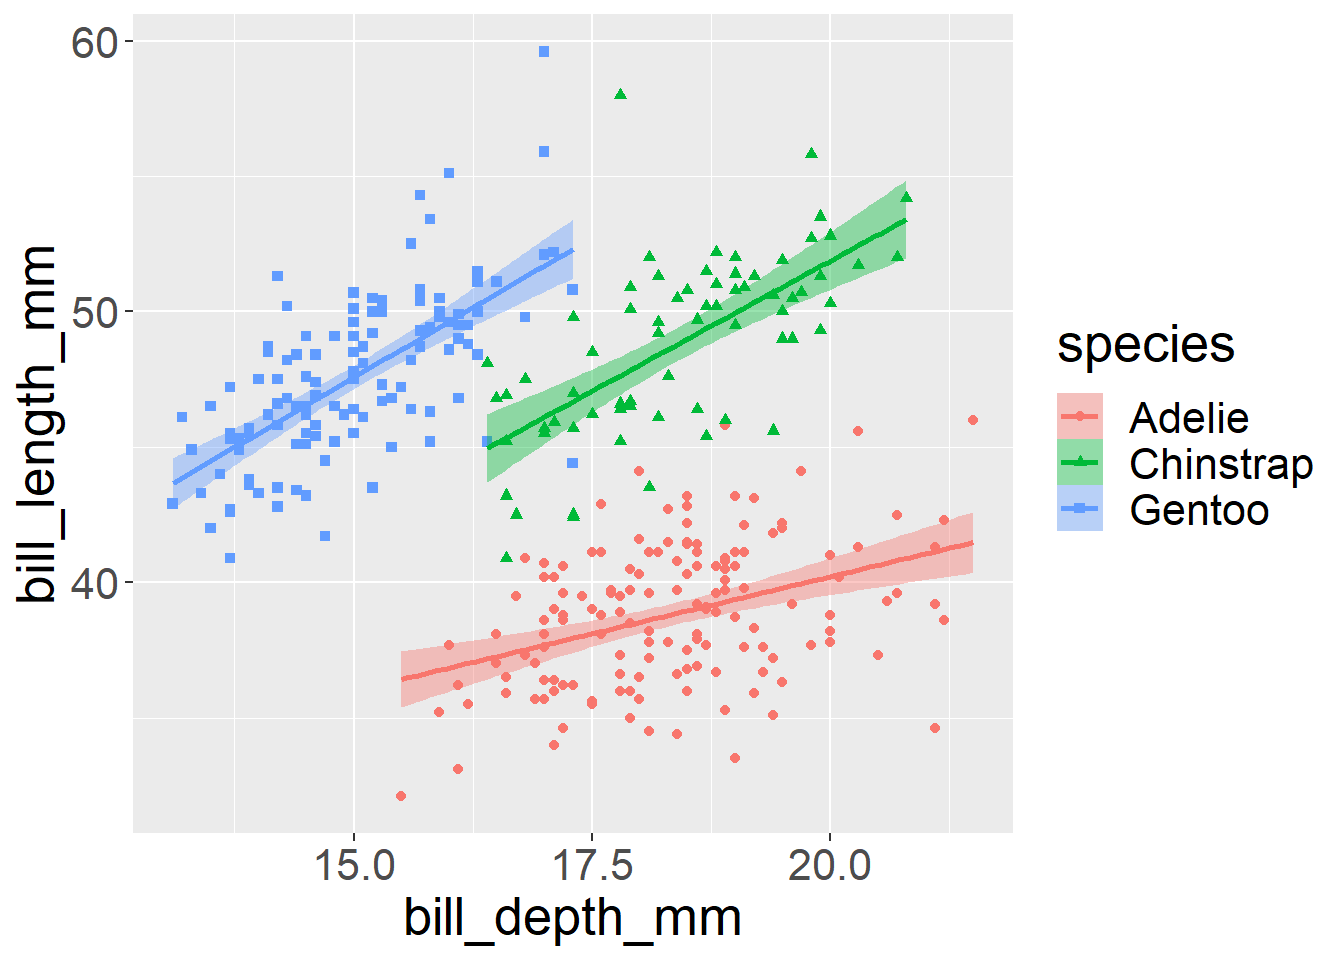 60
50
40
bill_length_mm
15.0 17.5 20.0
bill_depth_mm
species
Adelie
Chinstrap
Gentoo